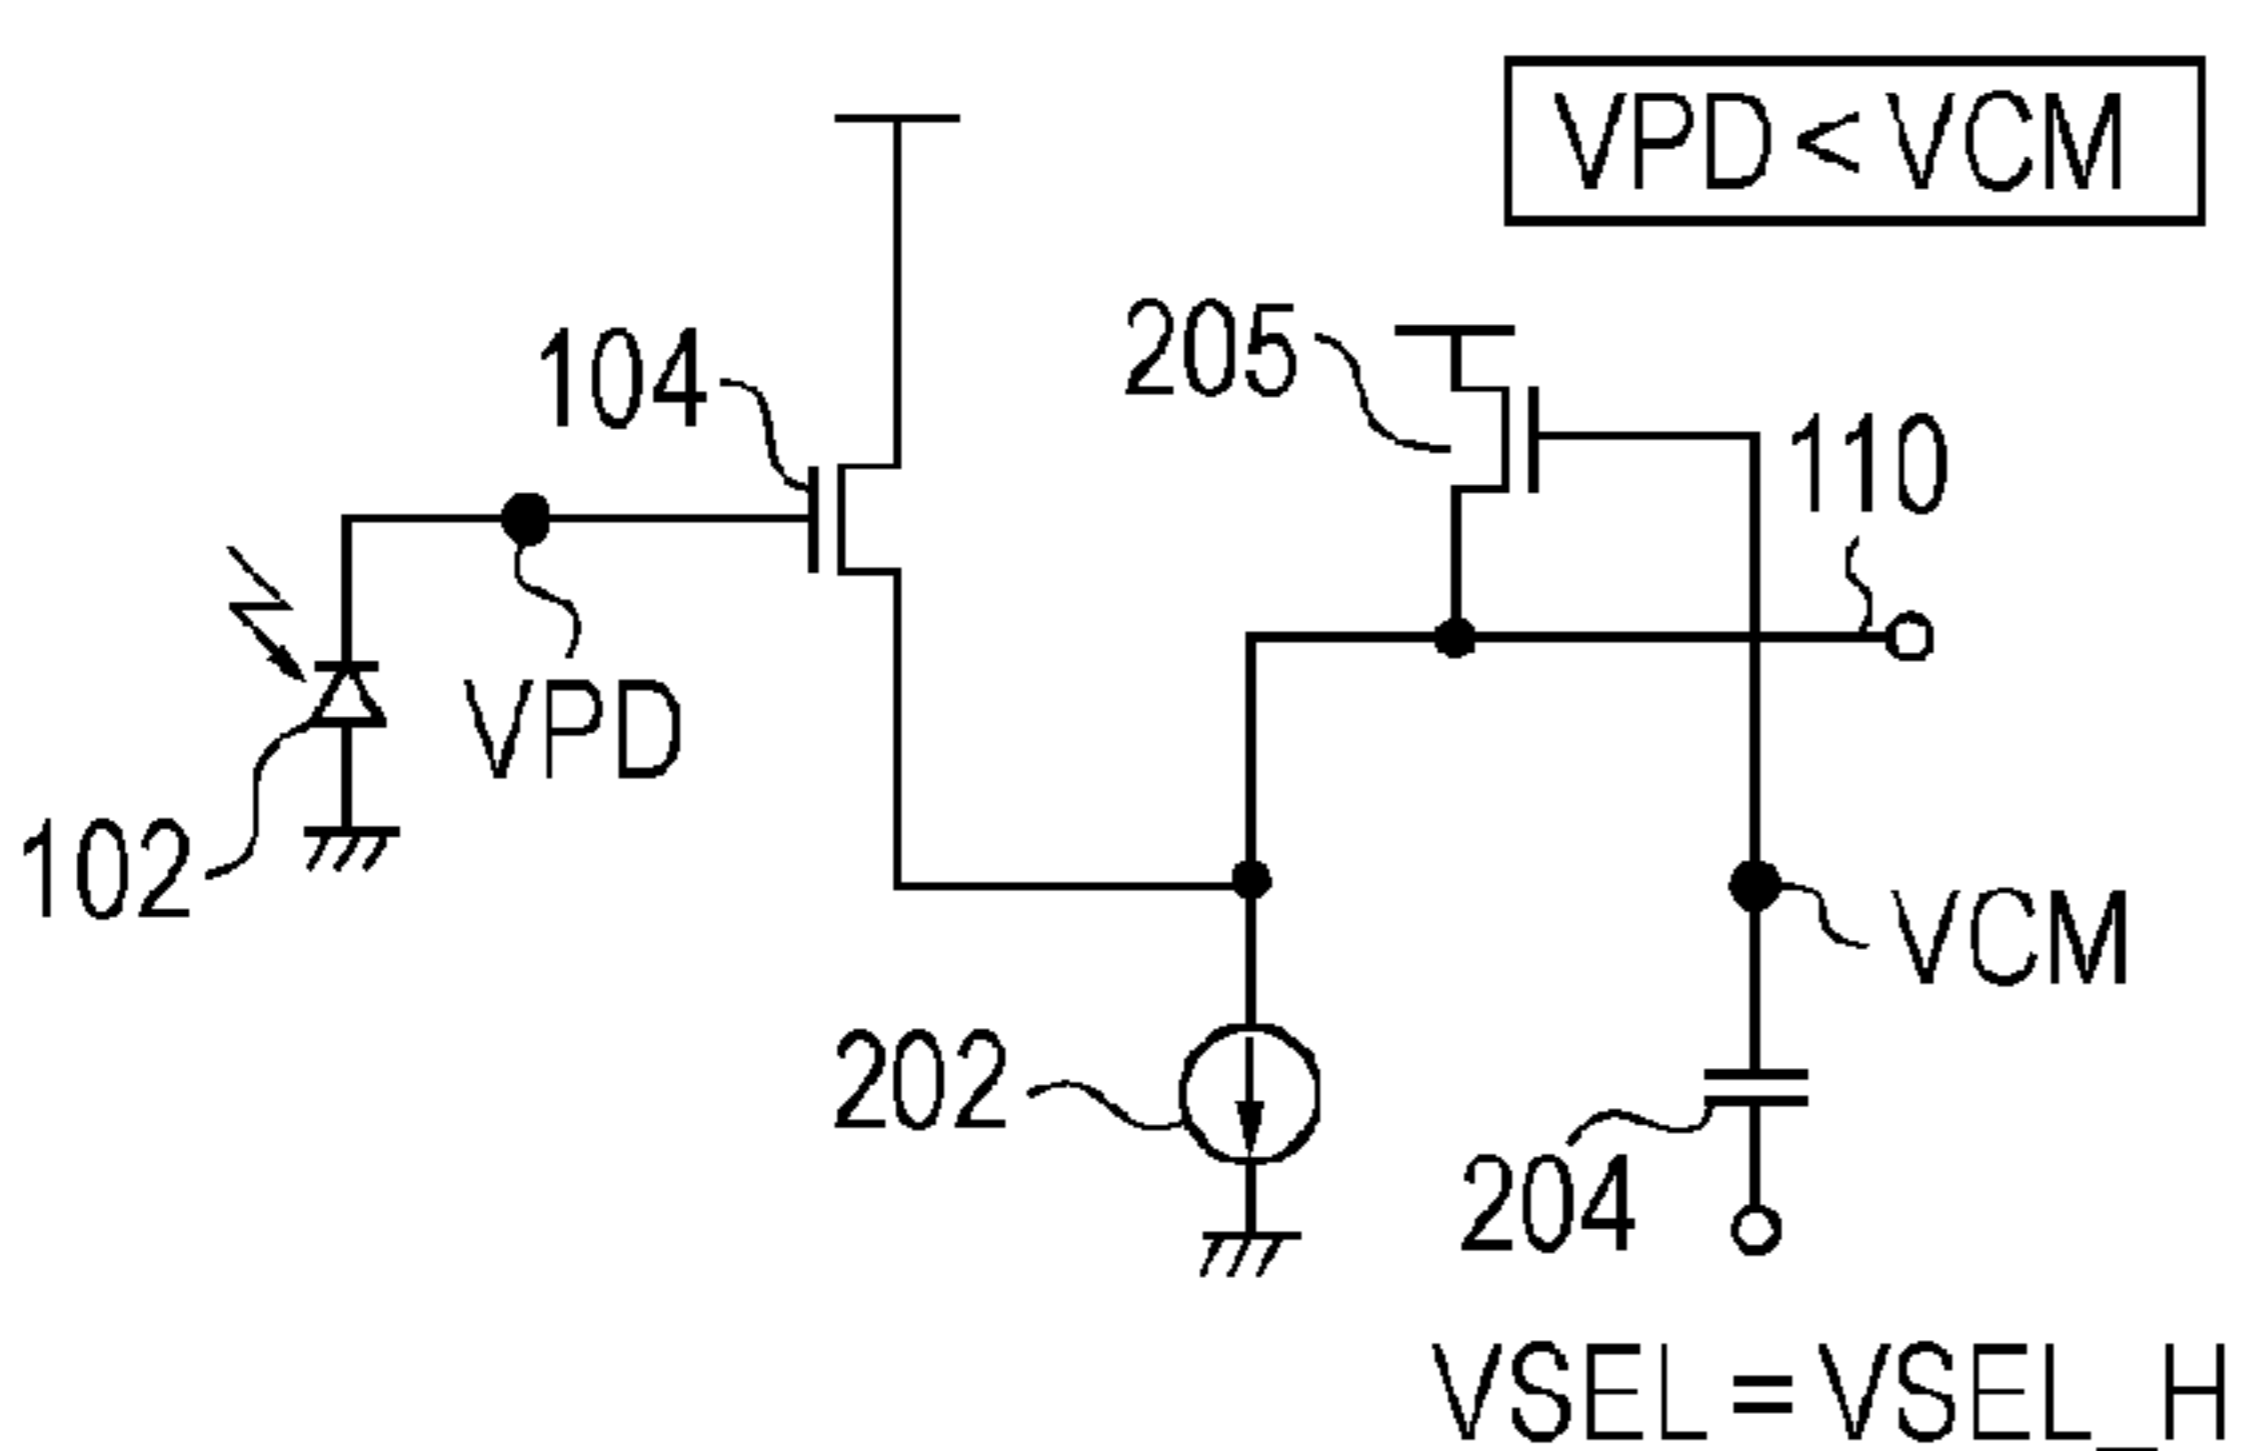 VPD < VCM
205
104
110
VPD
102
VCM
202
204
VSEL = VSEL_H